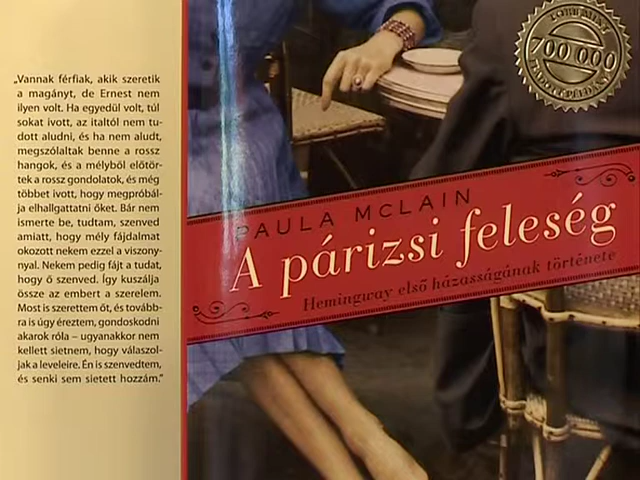 „Vannak férfiak, akik szeretik
a magányt, de Ernest nem
ilyen volt. Ha egyedül volt, túl
sokat ivott, az italtól nem tu-
dott aludni, és ha nem aludt,
megszólaltak benne a rossz
hangok, és a mélyből előtör-
tek a rossz gondolatok, és még
többet ivott, hogy megpróbál-
ja elhallgattatni őket. Bár nem
ismerte be, tudtam, szenved
amiatt, hogy mély fájdalmat
okozott nekem ezzel a viszony-
nyal. Nekem pedig fájt a tudat,
hogy ő szenved. Így kuszálja
össze az embert a szerelem.
Most is szerettem őt, és tovább-
ra is úgy éreztem, gondoskodni
akarok róla – ugyanakkor nem
kellett sietnem, hogy válaszol-
jak a leveleire. Én is szenvedtem,
és senki sem sietett hozzám.”
700 000
PAULA McLAIN
A párizsi feleség
Hemingway első házasságának története